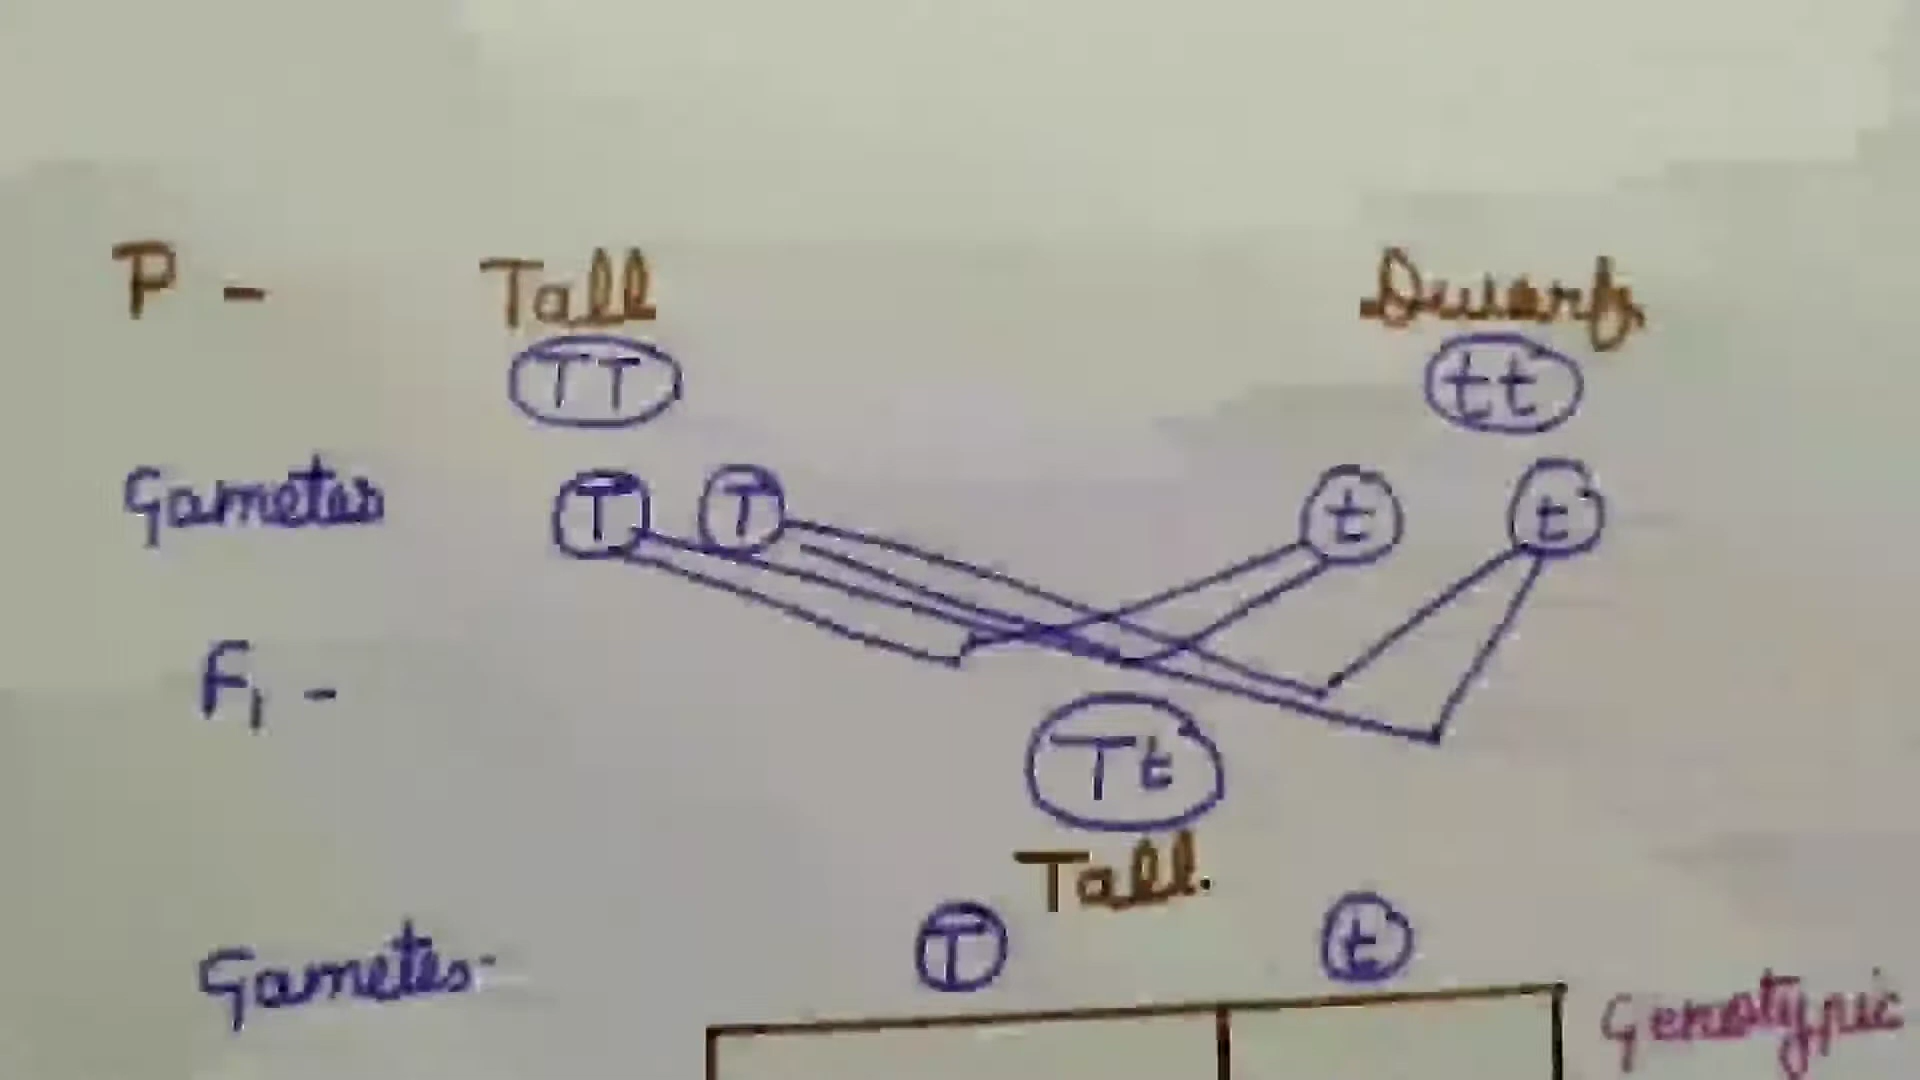 P - Tall Dwarf
TT tt
Gametes T T t t
F1 -
Tt
Tall.
Gametes- T t
Genotypic